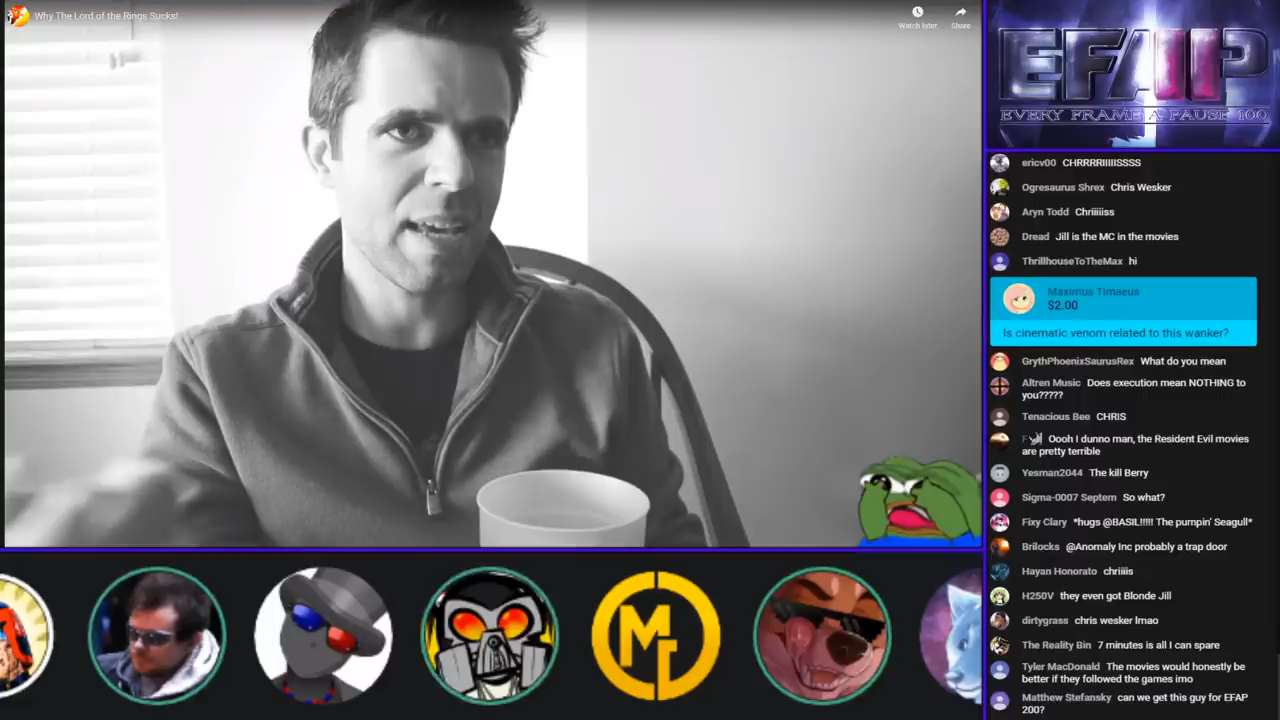 Why The Lord of the Rings Sucks!
Watch later
Share
EFAP
EVERY FRAME A PAUSE 100
ericv00 CHRRRRIIIIISSSS
Ogresaurus Shrex Chris Wesker
Aryn Todd Chriiiiiss
Dread Jill is the MC in the movies
ThrillhouseToTheMax hi
Maximus Timaeus
$2.00
Is cinematic venom related to this wanker?
GrythPhoenixSaurusRex What do you mean
Altren Music Does execution mean NOTHING to
you?????
Tenacious Bee CHRIS
Oooh I dunno man, the Resident Evil movies
are pretty terrible
Yesman2044 The kill Berry
Sigma-0007 Septem So what?
Fixy Clary *hugs @BASIL!!!!! The pumpin' Seagull*
Brilocks @Anomaly Inc probably a trap door
Hayan Honorato chriiiis
H250V they even got Blonde Jill
dirtygrass chris wesker lmao
The Reality Bin 7 minutes is all I can spare
Tyler MacDonald The movies would honestly be
better if they followed the games imo
Matthew Stefansky can we get this guy for EFAP
200?